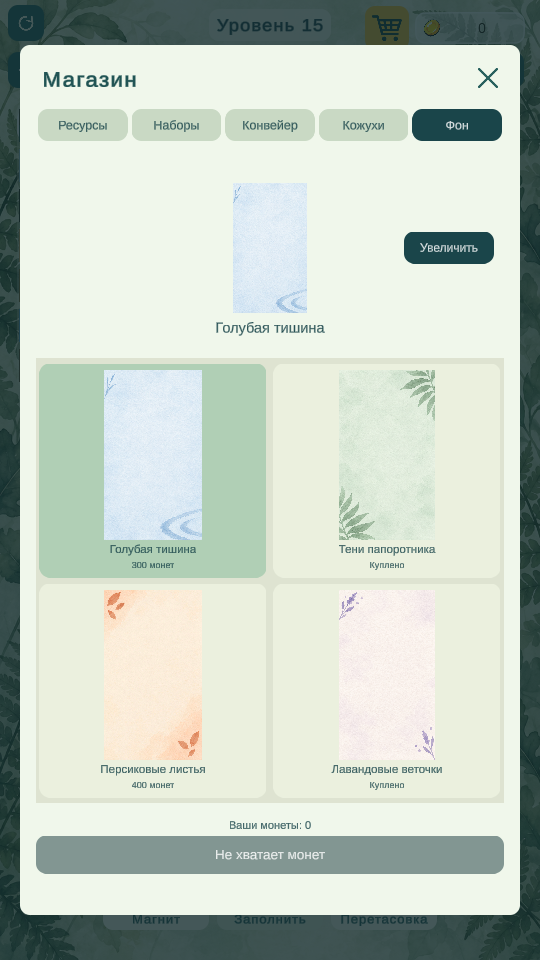 Уровень 15
0
Магазин
Ресурсы
Наборы
Конвейер
Кожухи
Фон
Увеличить
Голубая тишина
Голубая тишина
300 монет
Тени папоротника
Куплено
Персиковые листья
400 монет
Лавандовые веточки
Куплено
Ваши монеты: 0
Не хватает монет
Магнит
Заполнить
Перетасовка